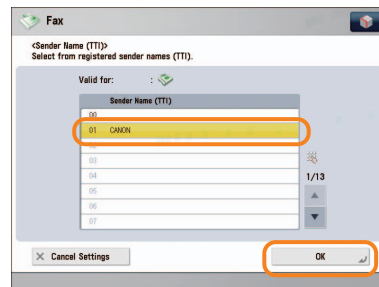 Fax
<Sender Name (TTI)>
Select from registered sender names (TTI).
Valid for: :
Sender Name (TTI)
00
01 CANON
02
03
04
05
06
07
1/13
Cancel Settings
OK